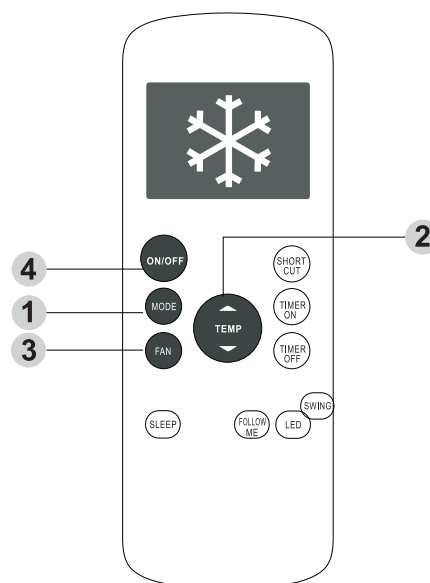 2
ON/OFF
SHORT
CUT
4
1
MODE
TIMER
ON
TEMP
3
FAN
TIMER
OFF
SWING
SLEEP
FOLLOW
ME
LED